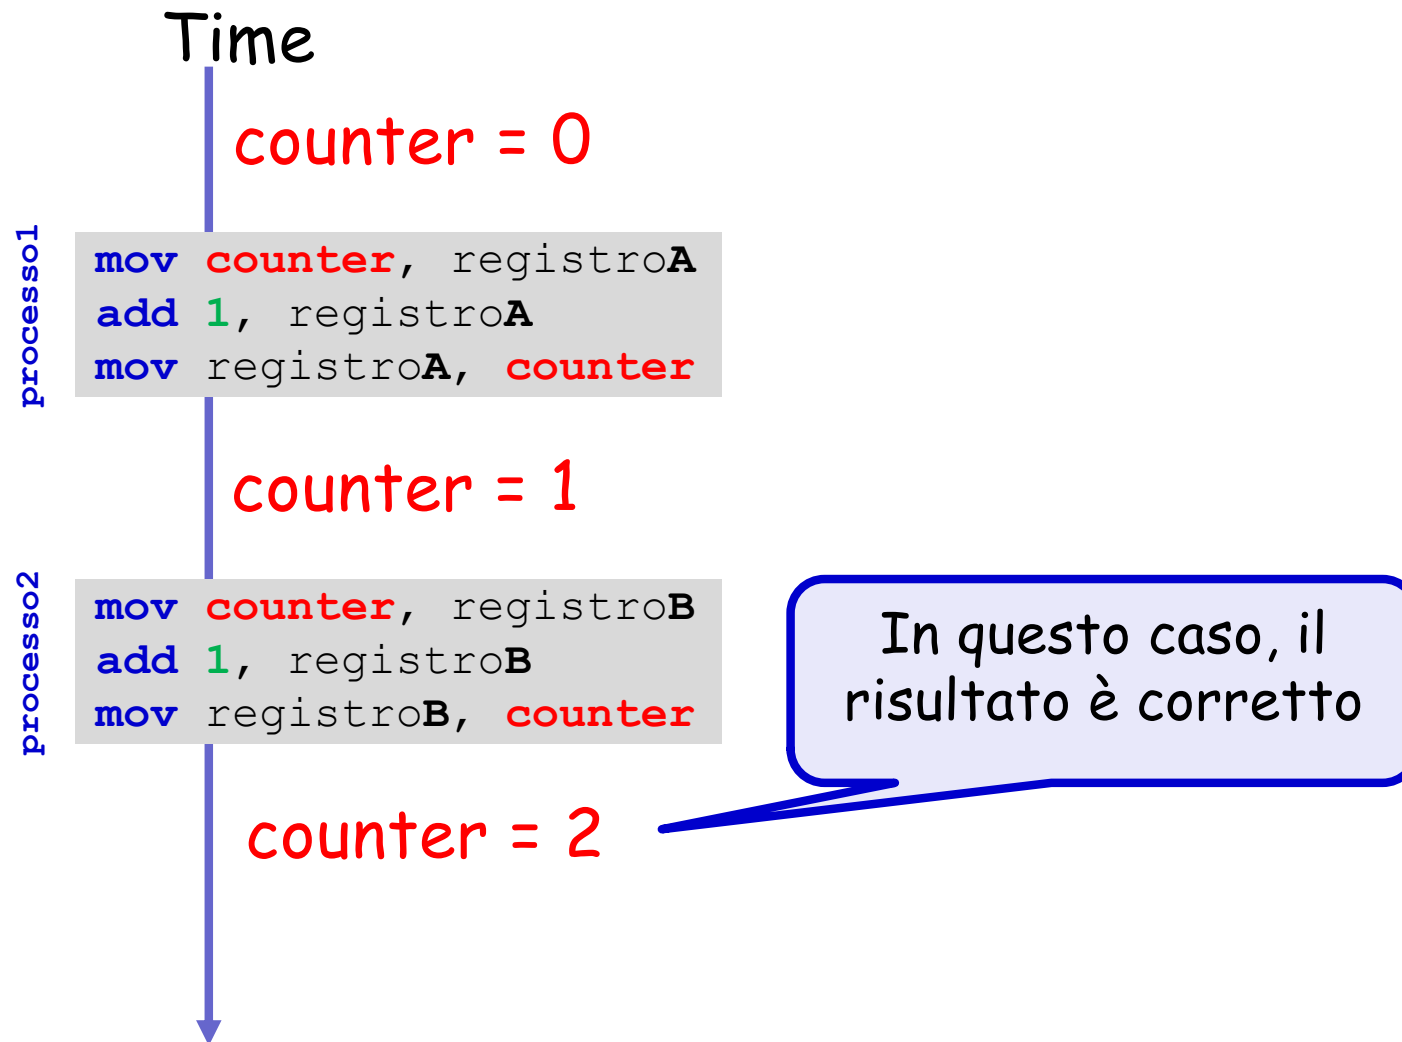 Time
counter = 0
processo1
mov counter, registroA
add 1, registroA
mov registroA, counter
counter = 1
processo2
mov counter, registroB
add 1, registroB
mov registroB, counter
In questo caso, il
risultato è corretto
counter = 2